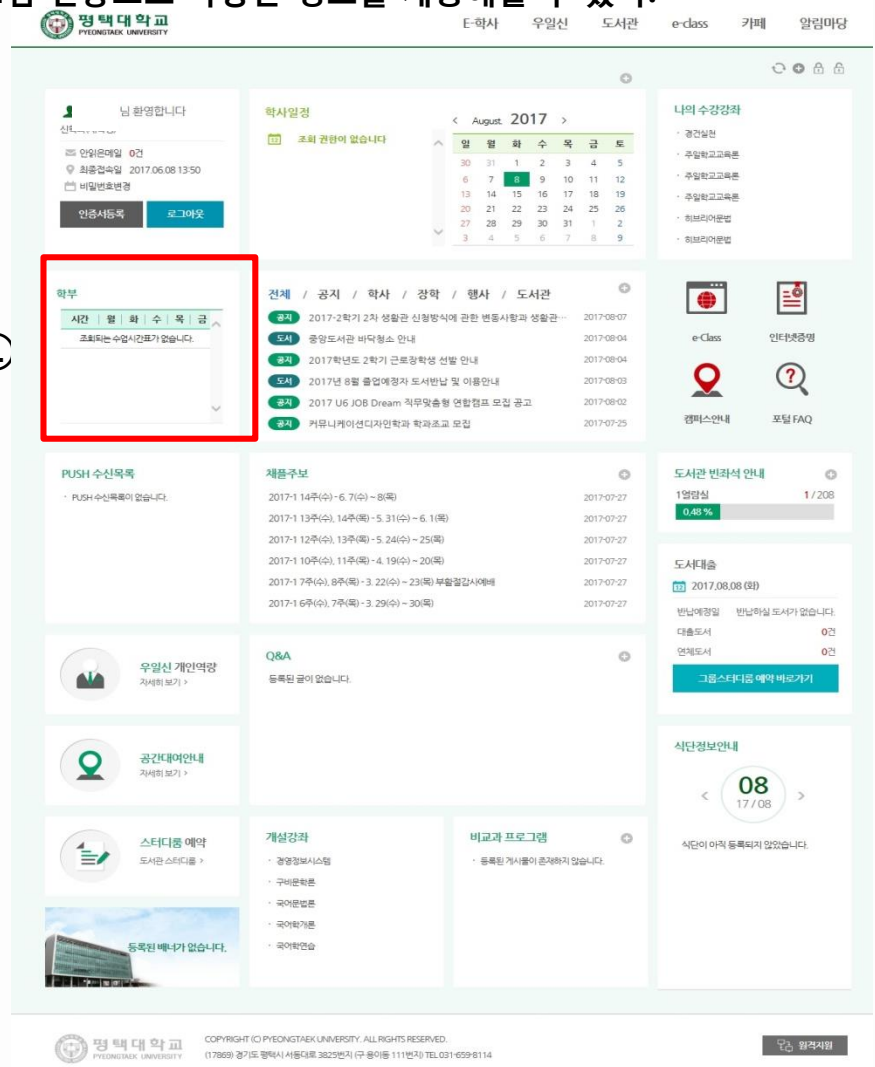 평택대학교
PYEONGTAEK UNIVERSITY
E-학사 우일신 도서관 e-class 카페 알림마당
님 환영합니다
안읽은메일 0건
최종접속일 2017.06.08 13:50
비밀번호변경
인증서등록 로그아웃
학사일정
12 조회 권한이 없습니다
< August 2017 >
일 월 화 수 목 금 토
30 31 1 2 3 4 5
6 7 8 9 10 11 12
13 14 15 16 17 18 19
20 21 22 23 24 25 26
27 28 29 30 31 1 2
3 4 5 6 7 8 9
나의 수강강좌
· 경건실천
· 주일학교교육론
· 주일학교교육론
· 주일학교교육론
· 히브리어문법
· 히브리어문법
학부
시간 월 화 수 목 금
조회되는 수업시간표가 없습니다.
전체 / 공지 / 학사 / 장학 / 행사 / 도서관
공지 2017-2학기 2차 생활관 신청방식에 관한 변동사항과 생활관… 2017-08-07
도서 중앙도서관 바닥청소 안내 2017-08-04
공지 2017학년도 2학기 근로장학생 선발 안내 2017-08-04
도서 2017년 8월 졸업예정자 도서반납 및 이용안내 2017-08-03
공지 2017 U6 JOB Dream 직무맞춤형 연합캠프 모집 공고 2017-08-02
공지 커뮤니케이션디자인학과 학과조교 모집 2017-07-25
e-Class 인터넷증명
캠퍼스안내 포털 FAQ
PUSH 수신목록
· PUSH 수신목록이 없습니다.
채플주보
2017-1 14주(수) - 6. 7(수) ~ 8(목) 2017-07-27
2017-1 13주(수), 14주(목) - 5. 31(수) ~ 6. 1(목) 2017-07-27
2017-1 12주(수), 13주(목) - 5. 24(수) ~ 25(목) 2017-07-27
2017-1 10주(수), 11주(목) - 4. 19(수) ~ 20(목) 2017-07-27
2017-1 7주(수), 8주(목) - 3. 22(수) ~ 23(목) 부활절감사예배 2017-07-27
2017-1 6주(수), 7주(목) - 3. 29(수) ~ 30(목) 2017-07-27
도서관 빈좌석 안내
1열람실 1 / 208
0.48 %
도서대출
12 2017.08.08 (화)
반납예정일 반납하실 도서가 없습니다.
대출도서 0건
연체도서 0건
그룹스터디룸 예약 바로가기
우일신 개인역량
자세히 보기 >
Q&A
등록된 글이 없습니다.
공간대여안내
자세히 보기 >
식단정보안내
< 08 >
17 / 08
식단이 아직 등록되지 않았습니다.
스터디룸 예약
도서관 스터디룸 >
개설강좌
· 경영정보시스템
· 구비문학론
· 국어문법론
· 국어학개론
· 국어학연습
비교과 프로그램
· 등록된 게시물이 존재하지 않습니다.
등록된 배너가 없습니다.
평택대학교
PYEONGTAEK UNIVERSITY
COPYRIGHT (C) PYEONGTAEK UNIVERSITY. ALL RIGHTS RESERVED.
(17869) 경기도 평택시 서동대로 3825번지 (구 용이동 111번지) TEL 031-659-8114
원격지원